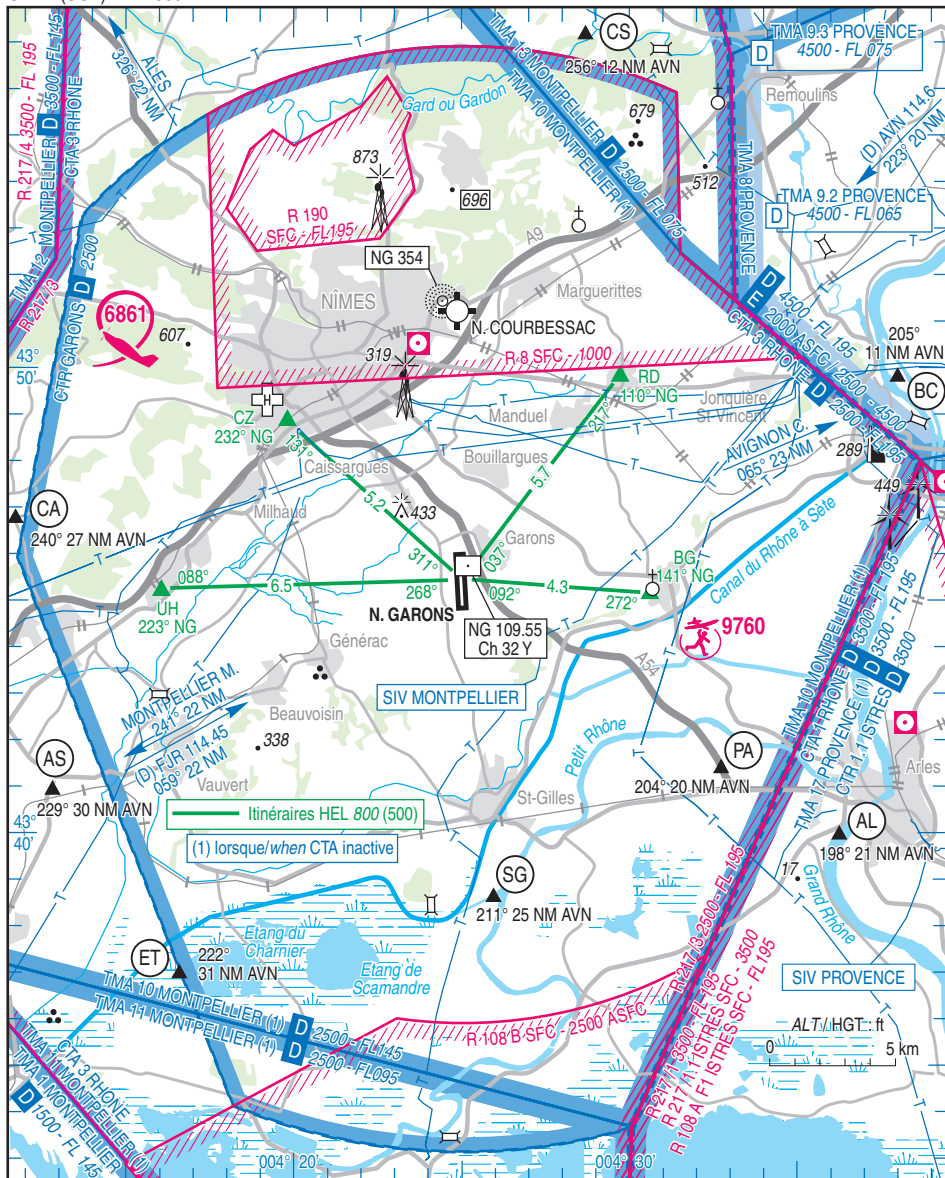 CS
256° 12 NM AVN
TMA 9.3 PROVENCE
D 4500 - FL 075
Remoulins
ALES
326° 22 NM
R 217 / 4 3500 - FL 195
TMA 12 MONTPELLIER D 3500 - FL 145
CTA 3 RHONE
R 217 / 3
CTR GARONS D 2500
TMA 13 MONTPELLIER
TMA 10 MONTPELLIER (1)
D 2500 - FL 075
Gard ou Gardon
679
512
(D) AVN 114.6
223° 20 NM
TMA 8 PROVENCE
TMA 9.2 PROVENCE
D 4500 - FL 065
873
696
R 190
SFC - FL195
A9
NG 354
NÎMES
Marguerittes
N. COURBESSAC
6861
607
319
R 8 SFC - 1000
D 4500 - FL 195
E 2000 ASFC / 2500 - 4500
CTA 3 RHONE D 2500 - FL 195
205°
11 NM AVN
BC
43°
50'
RD
110° NG
217°
Manduel
Jonquière
St Vincent
CZ
232° NG
131°
Caissargues
Bouillargues
AVIGNON C.
065° 23 NM
289
449
5.2
5.7
433
Milhaud
CA
240° 27 NM AVN
Garons
311°
037°
BG
141° NG
Canal du Rhône à Sète
088°
6.5
268°
092°
4.3
272°
UH
223° NG
N. GARONS
NG 109.55
Ch 32 Y
9760
Générac
A54
MONTPELLIER M.
241° 22 NM
(D) FJR 114.45
059° 22 NM
SIV MONTPELLIER
Beauvoisin
338
Petit Rhône
TMA 10 MONTPELLIER (1)
CTA 1 RHONE D 3500 - FL 195
TMA 17 PROVENCE (1) D 3500 - FL 195
CTR 1.1 ISTRES D 3500
AS
229° 30 NM AVN
Vauvert
PA
204° 20 NM AVN
Arles
St-Gilles
Itinéraires HEL 800 (500)
(1) lorsque/when CTA inactive
AL
198° 21 NM AVN
43°
40'
17
SG
211° 25 NM AVN
Grand Rhône
ET
222°
31 NM AVN
Etang du
Charnier
Etang de
Scamandre
SIV PROVENCE
TMA 10 MONTPELLIER (1) D 2500 - FL145
TMA 11 MONTPELLIER (1) D 2500 - FL095
R 108 B SFC - 2500 ASFC
R 217 / 3 2500 - FL 195
R 217 / 1 3500 - FL 195
R 217 / 1.1 ISTRES SFC - 3500
R 108 A F1 ISTRES SFC - FL195
ALT / HGT : ft
0 5 km
CTA 3 RHONE
TMA 11 MONTPELLIER (1)
TMA 1 MONTPELLIER
D 1500 - FL 145
004° 20'
004° 30'